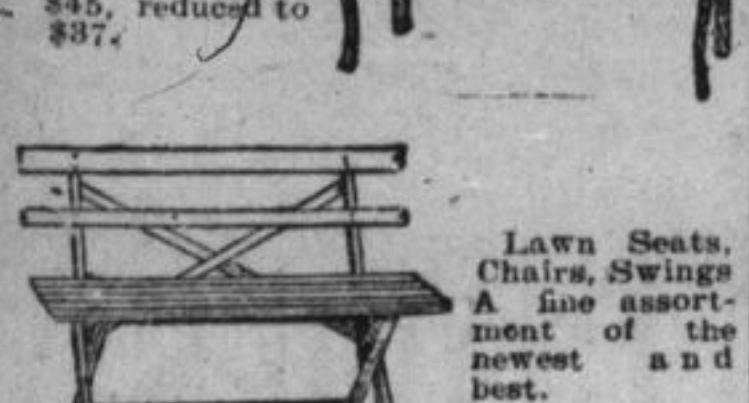 $45, reduced to
$37.
Lawn Seats,
Chairs, Swings
A fine assort-
ment of the
newest and
best.